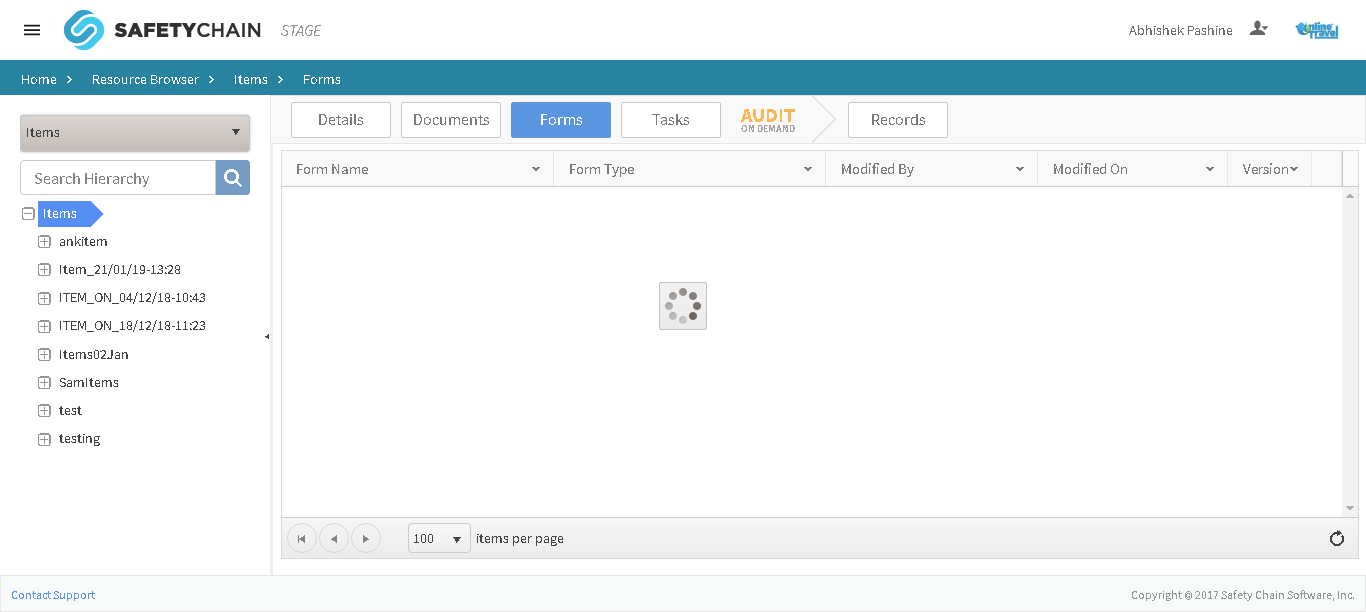 SAFETYCHAIN STAGE
Abhishek Pashine
Online Travel
Home > Resource Browser > Items > Forms
Items
Search Hierarchy
Items
ankitem
Item_21/01/19-13:28
ITEM_ON_04/12/18-10:43
ITEM_ON_18/12/18-11:23
Items02Jan
SamItems
test
testing
Details Documents Forms Tasks AUDIT ON DEMAND Records
Form Name Form Type Modified By Modified On Version
100 items per page
Contact Support
Copyright © 2017 Safety Chain Software, Inc.